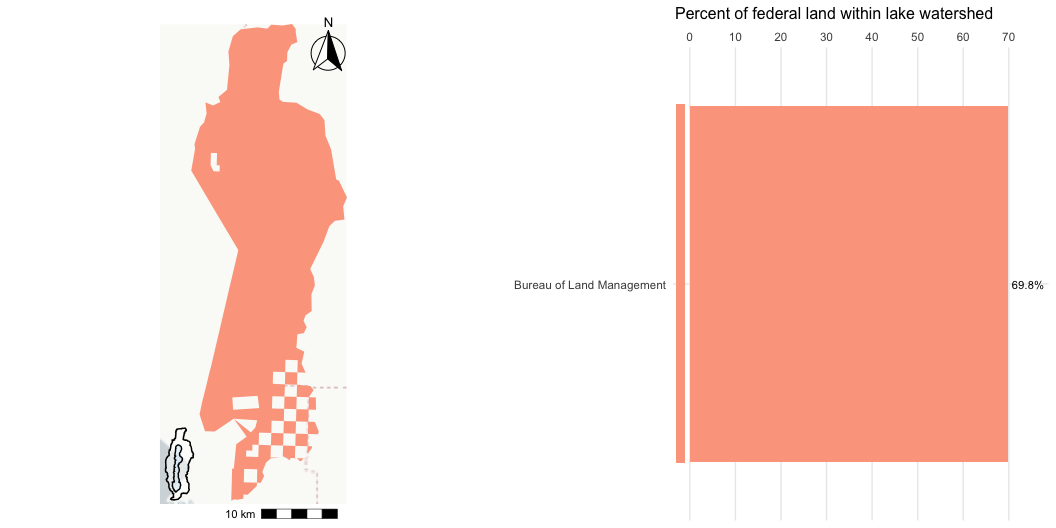 N
10 km
Percent of federal land within lake watershed
0 10 20 30 40 50 60 70
Bureau of Land Management
69.8%